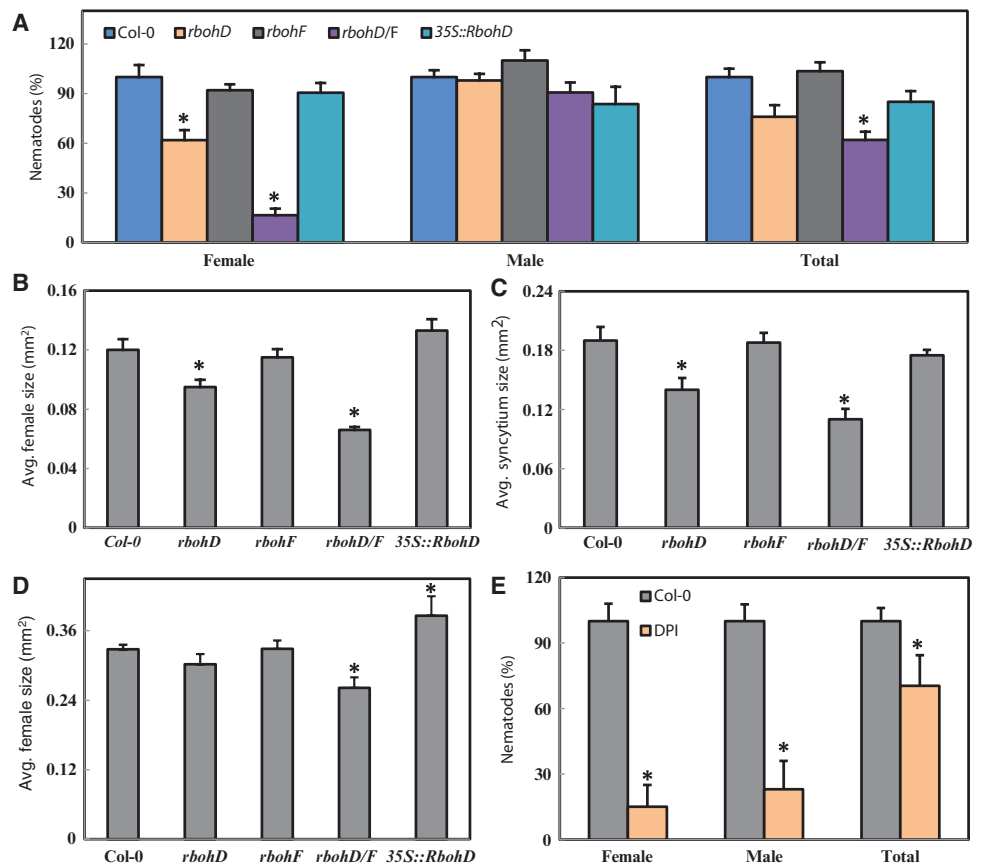 A
Col-0 rbohD rbohF rbohD/F 35S::RbohD
Nematodes (%)
120
90
60
30
0
* * *
Female Male Total
B
Avg. female size (mm2)
0.16
0.12
0.08
0.04
0
* *
Col-0 rbohD rbohF rbohD/F 35S::RbohD
C
Avg. syncytium size (mm2)
0.24
0.18
0.12
0.06
0
* *
Col-0 rbohD rbohF rbohD/F 35S::RbohD
D
Avg. female size (mm2)
0.36
0.24
0.12
0
* *
Col-0 rbohD rbohF rbohD/F 35S::RbohD
E
Col-0
DPI
Nematodes (%)
120
90
60
30
0
* * *
Female Male Total